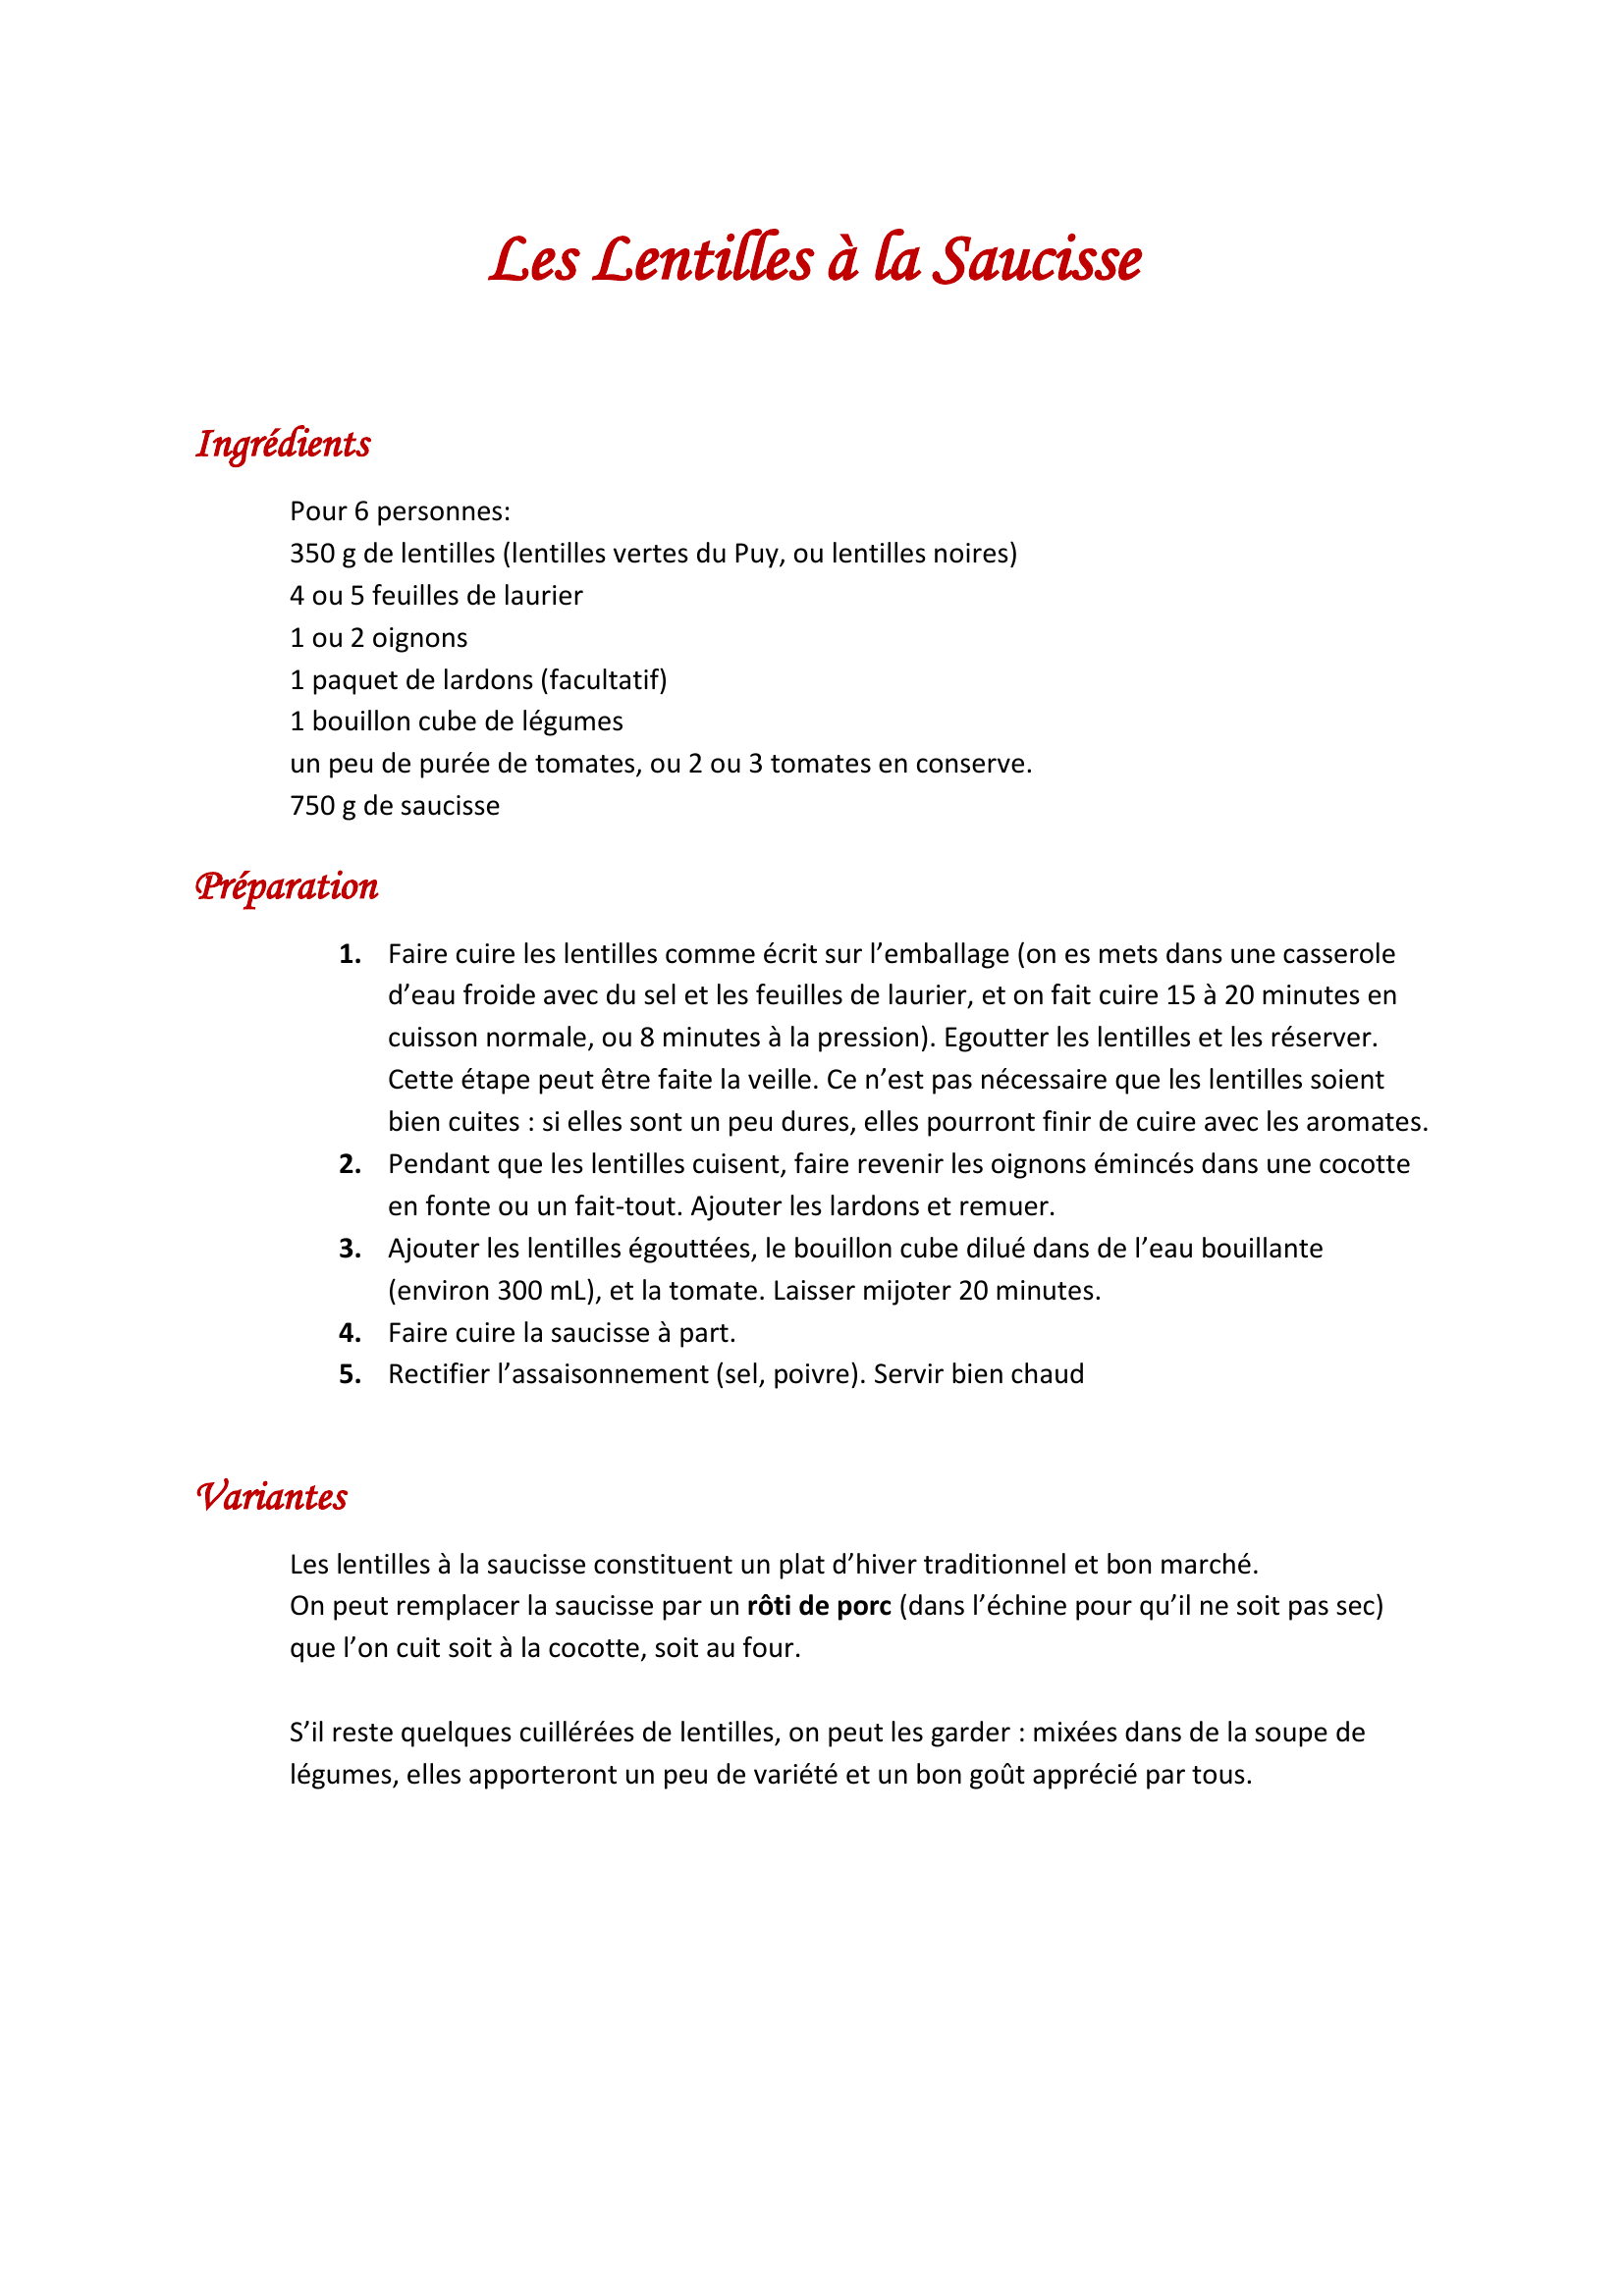 Les Lentilles à la Saucisse
Ingrédients
Pour 6 personnes:
350 g de lentilles (lentilles vertes du Puy, ou lentilles noires)
4 ou 5 feuilles de laurier
1 ou 2 oignons
1 paquet de lardons (facultatif)
1 bouillon cube de légumes
un peu de purée de tomates, ou 2 ou 3 tomates en conserve.
750 g de saucisse
Préparation
1. Faire cuire les lentilles comme écrit sur l’emballage (on es mets dans une casserole
d’eau froide avec du sel et les feuilles de laurier, et on fait cuire 15 à 20 minutes en
cuisson normale, ou 8 minutes à la pression). Egoutter les lentilles et les réserver.
Cette étape peut être faite la veille. Ce n’est pas nécessaire que les lentilles soient
bien cuites : si elles sont un peu dures, elles pourront finir de cuire avec les aromates.
2. Pendant que les lentilles cuisent, faire revenir les oignons émincés dans une cocotte
en fonte ou un fait-tout. Ajouter les lardons et remuer.
3. Ajouter les lentilles égouttées, le bouillon cube dilué dans de l’eau bouillante
(environ 300 mL), et la tomate. Laisser mijoter 20 minutes.
4. Faire cuire la saucisse à part.
5. Rectifier l’assaisonnement (sel, poivre). Servir bien chaud
Variantes
Les lentilles à la saucisse constituent un plat d’hiver traditionnel et bon marché.
On peut remplacer la saucisse par un rôti de porc (dans l’échine pour qu’il ne soit pas sec)
que l’on cuit soit à la cocotte, soit au four.
S’il reste quelques cuillérées de lentilles, on peut les garder : mixées dans de la soupe de
légumes, elles apporteront un peu de variété et un bon goût apprécié par tous.